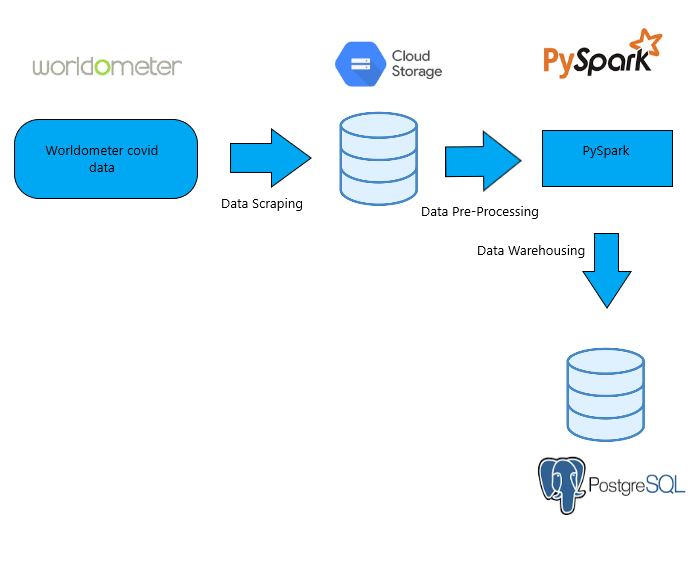 worldometer
Cloud
Storage
PySpark
Worldometer covid
data
PySpark
Data Scraping
Data Pre-Processing
Data Warehousing
PostgreSQL